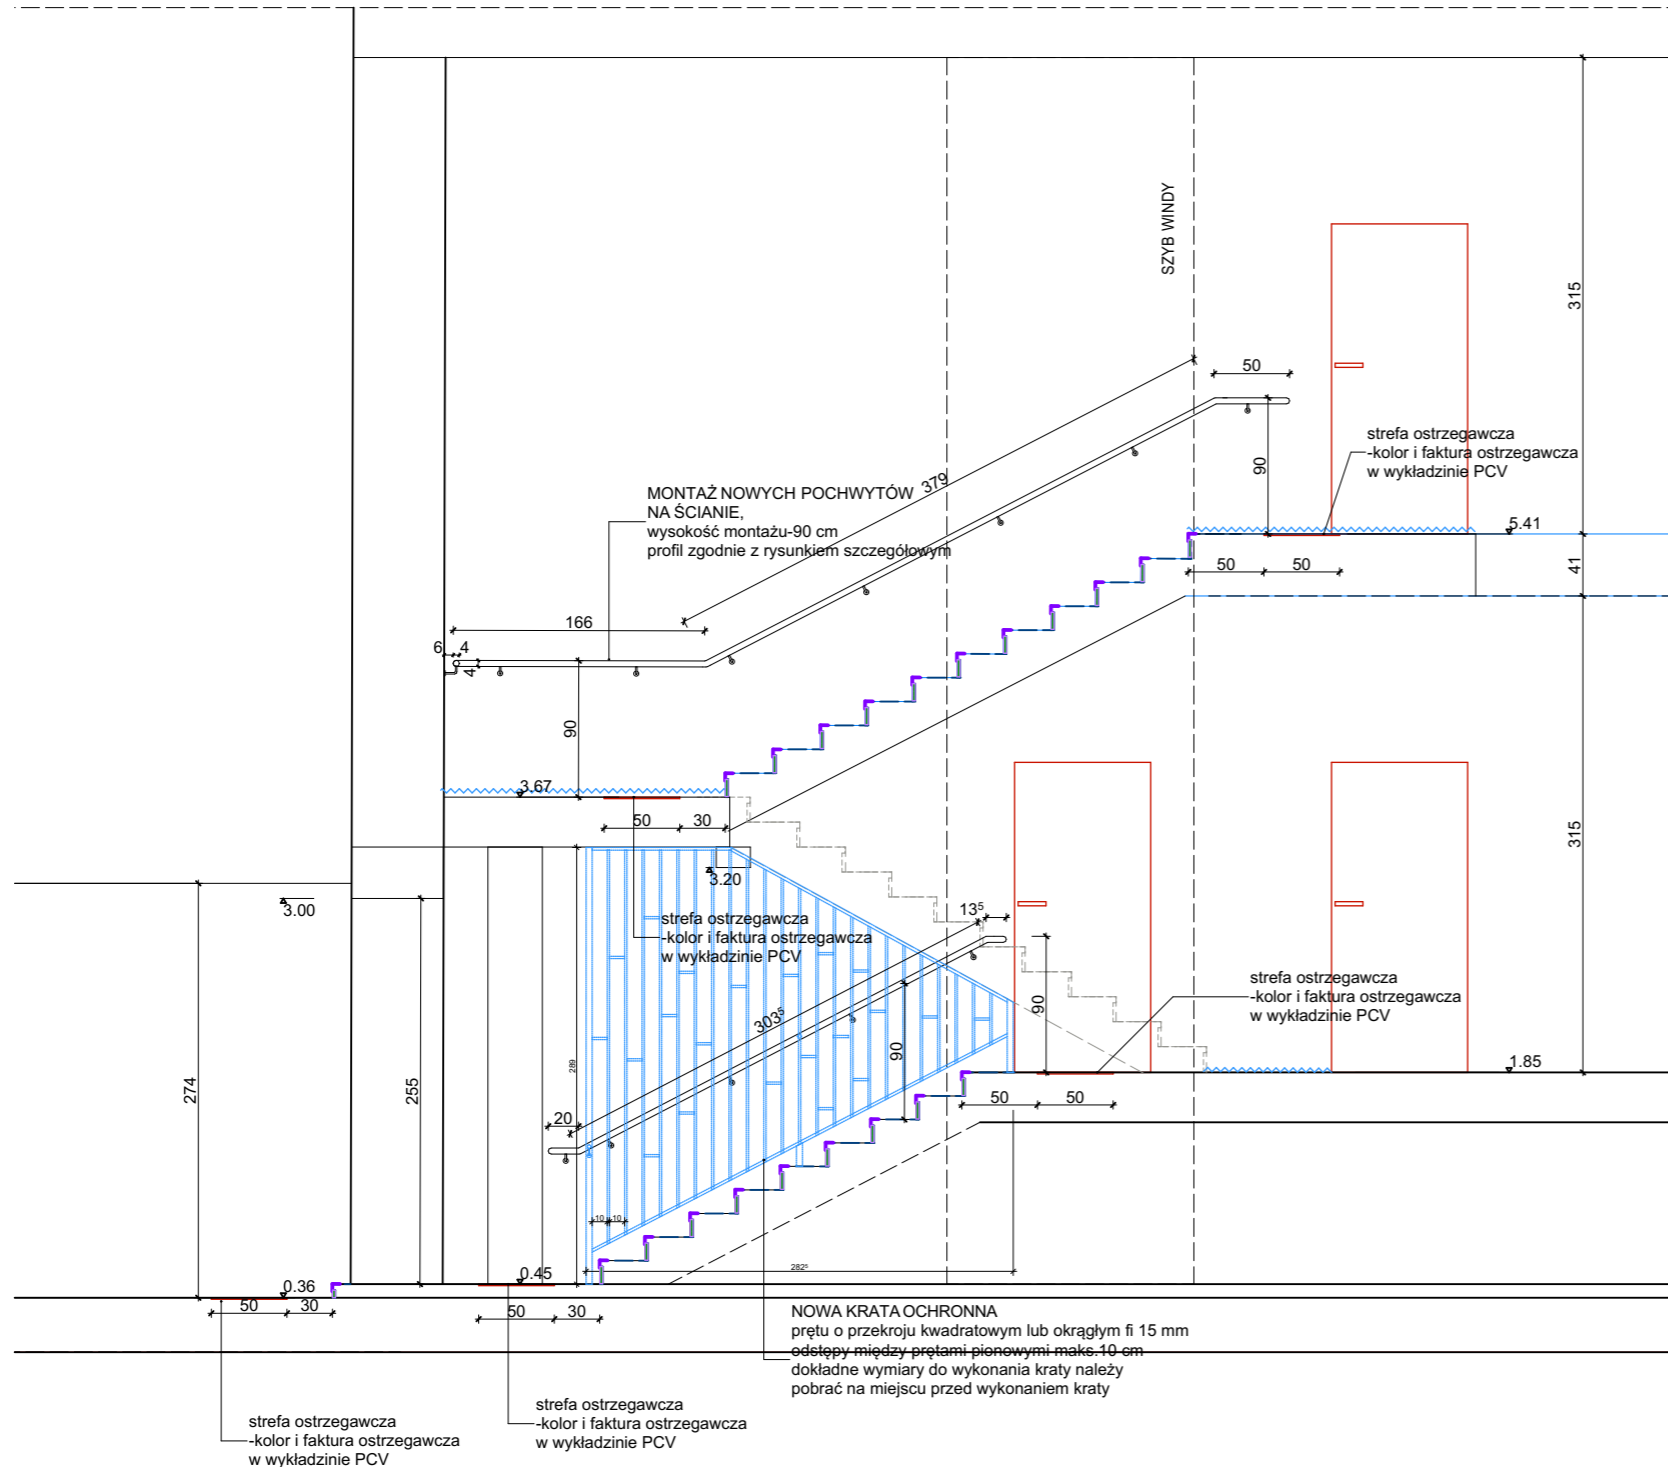 SZYB WINDY
315
50
strefa ostrzegawcza
-kolor i faktura ostrzegawcza
w wykładzinie PCV
90
379
MONTAŻ NOWYCH POCHWYTÓW
NA ŚCIANIE,
wysokość montażu-90 cm
profil zgodnie z rysunkiem szczegółowym
5.41
50 50
41
166
6 4
4
90
3.67
50 30
315
3.20
3.00
strefa ostrzegawcza
-kolor i faktura ostrzegawcza
w wykładzinie PCV
13⁵
90
strefa ostrzegawcza
-kolor i faktura ostrzegawcza
w wykładzinie PCV
303⁵
90
289
274
255
20
1.85
50 50
10 10
282⁵
0.45
0.36
50 30
50 30
NOWA KRATA OCHRONNA
prętu o przekroju kwadratowym lub okrągłym fi 15 mm
odstępy między prętami pionowymi maks.10 cm
dokładne wymiary do wykonania kraty należy
pobrać na miejscu przed wykonaniem kraty
strefa ostrzegawcza
-kolor i faktura ostrzegawcza
w wykładzinie PCV
strefa ostrzegawcza
-kolor i faktura ostrzegawcza
w wykładzinie PCV